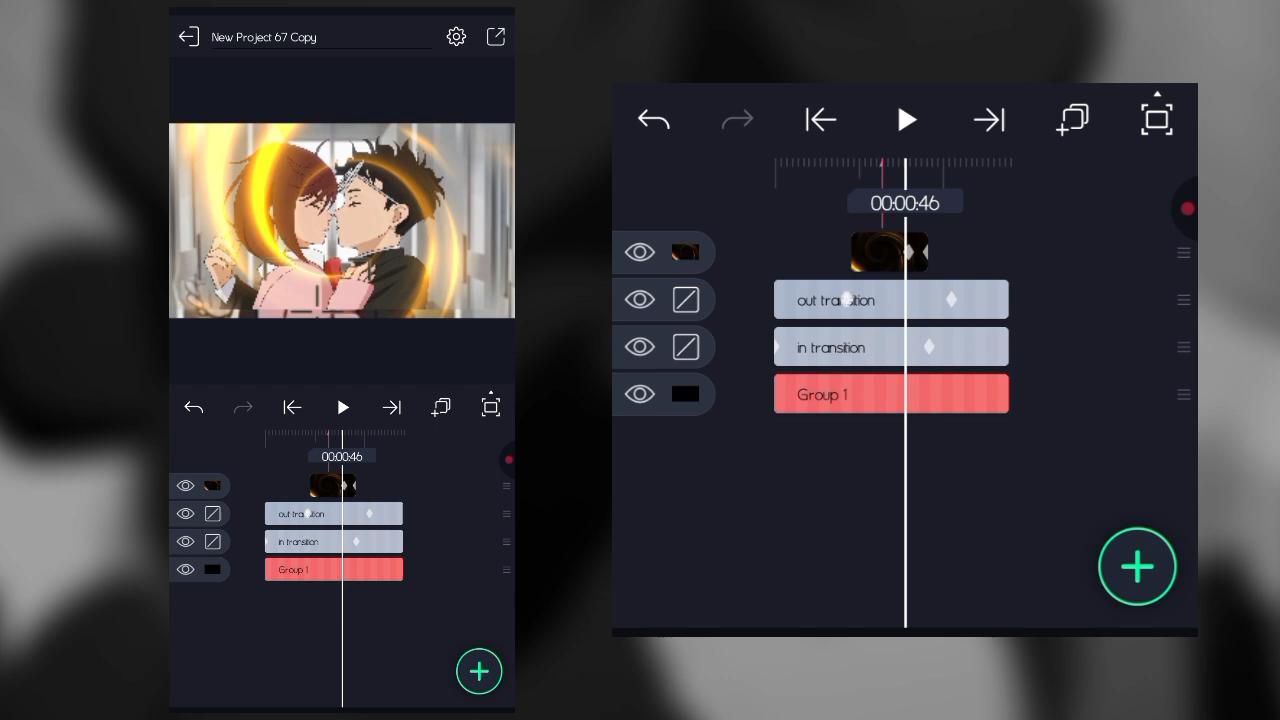 New Project 67 Copy
00:00:46
out transition
in transition
Group 1
00:00:46
out transition
in transition
Group 1